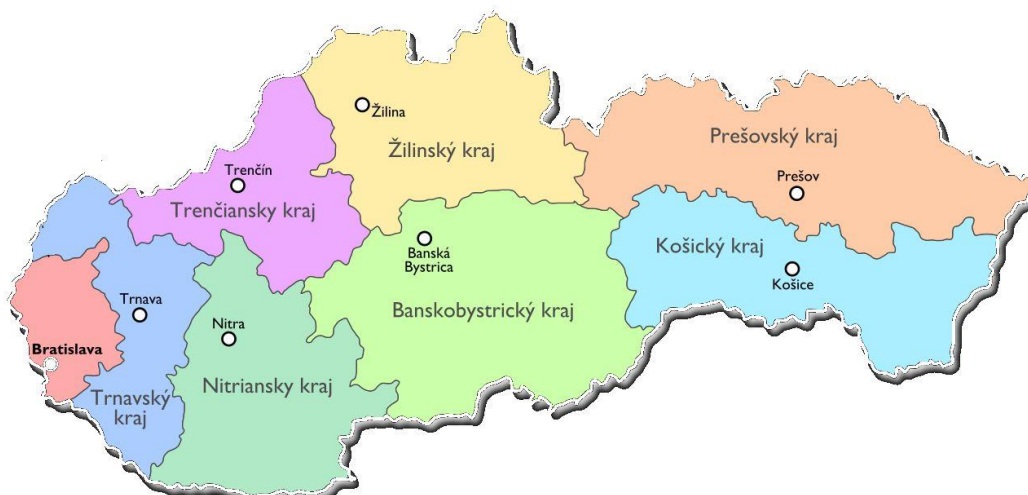 Žilina
Žilinský kraj
Prešovský kraj
Trenčín
Prešov
Trenčiansky kraj
Košický kraj
Banská
Bystrica
Košice
Trnava
Banskobystrický kraj
Nitra
Bratislava
Nitriansky kraj
Trnavský
kraj